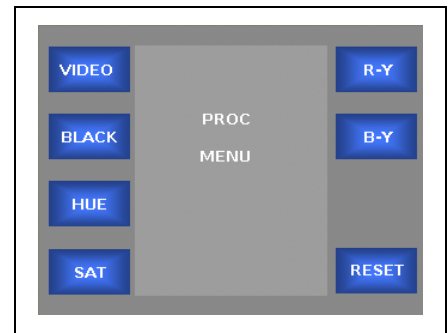 VIDEO
BLACK
HUE
SAT
PROC
MENU
R-Y
B-Y
RESET